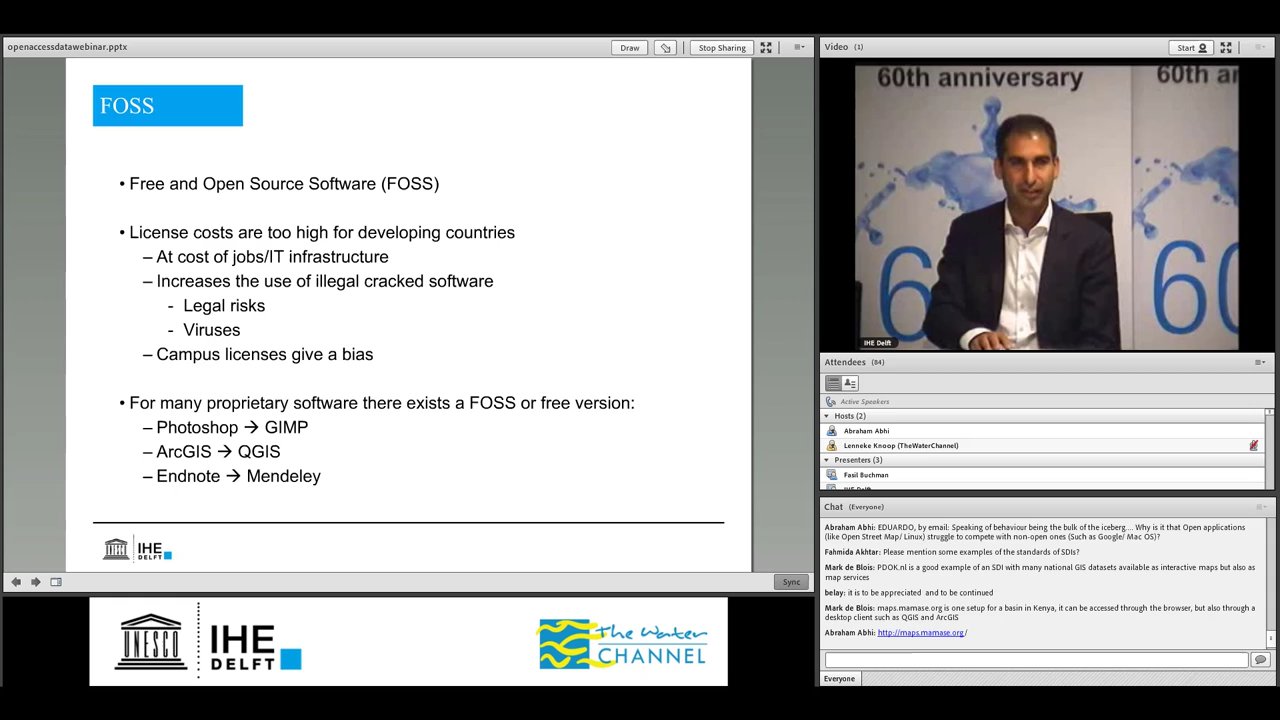 openaccessdatawebinar.pptx
Draw
Stop Sharing
FOSS
• Free and Open Source Software (FOSS)
• License costs are too high for developing countries
– At cost of jobs/IT infrastructure
– Increases the use of illegal cracked software
- Legal risks
- Viruses
– Campus licenses give a bias
• For many proprietary software there exists a FOSS or free version:
– Photoshop → GIMP
– ArcGIS → QGIS
– Endnote → Mendeley
IHE
DELFT
Sync
UNESCO
IHE
DELFT
The Water
CHANNEL
Video (1)
Start
60th anniversary
60th an
60
6
IHE Delft
Attendees (84)
Active Speakers
Hosts (2)
Abraham Abhi
Lenneke Knoop (TheWaterChannel)
Presenters (3)
Fasil Buchman
IHE Delft
Chat (Everyone)
Abraham Abhi: EDUARDO, by email: Speaking of behaviour being the bulk of the iceberg.... Why is it that Open applications
(like Open Street Map/ Linux) struggle to compete with non-open ones (Such as Google/ Mac OS)?
Fahmida Akhtar: Please mention some examples of the standards of SDIs?
Mark de Blois: PDOK.nl is a good example of an SDI with many national GIS datasets available as interactive maps but also as
map services
belay: it is to be appreciated and to be continued
Mark de Blois: maps.mamase.org is one setup for a basin in Kenya, it can be accessed through the browser, but also through a
desktop client such as QGIS and ArcGIS
Abraham Abhi: http://maps.mamase.org/
Everyone